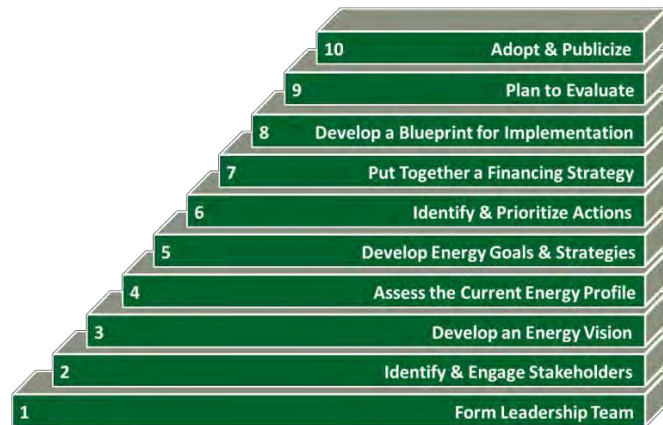 10 Adopt & Publicize
9 Plan to Evaluate
8 Develop a Blueprint for Implementation
7 Put Together a Financing Strategy
6 Identify & Prioritize Actions
5 Develop Energy Goals & Strategies
4 Assess the Current Energy Profile
3 Develop an Energy Vision
2 Identify & Engage Stakeholders
1 Form Leadership Team